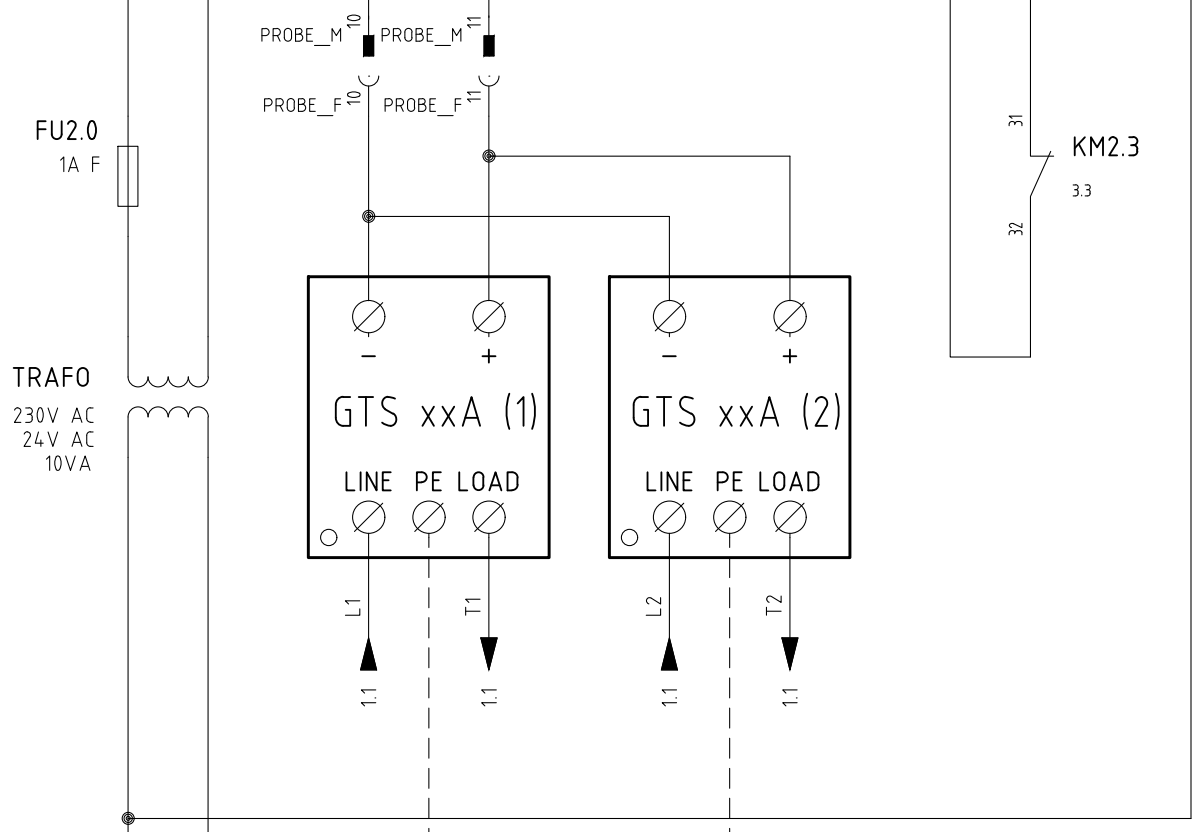 10
11
PROBE_M
PROBE_M
PROBE_F
10
PROBE_F
11
FU2.0
1A F
31
KM2.3
3.3
32
-
+
-
+
TRAFO
230V AC
24V AC
10VA
GTS xxA (1)
GTS xxA (2)
LINE PE LOAD
LINE PE LOAD
L1
T1
L2
T2
1.1
1.1
1.1
1.1